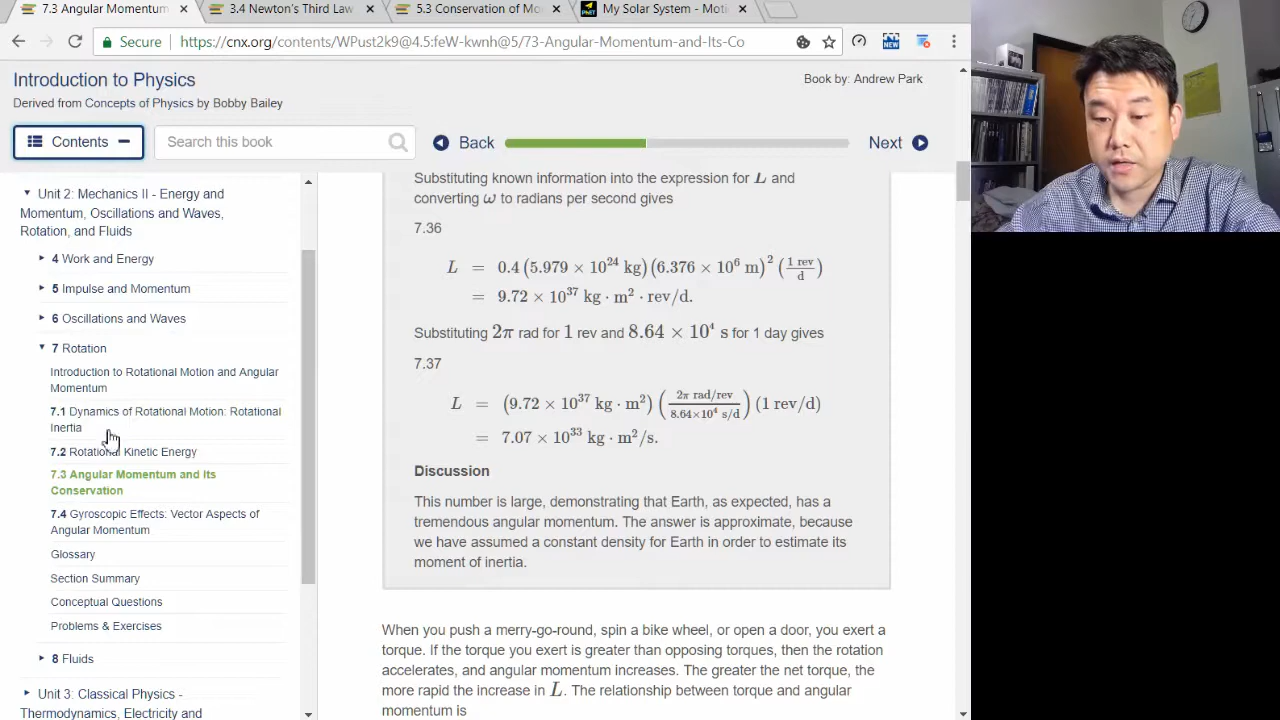 7.3 Angular Momentum
3.4 Newton's Third Law
5.3 Conservation of Mo
My Solar System - Moti
Secure
https://cnx.org/contents/WPust2k9@4.5:feW-kwnh@5/73-Angular-Momentum-and-Its-Co
NEW
Introduction to Physics
Book by: Andrew Park
Derived from Concepts of Physics by Bobby Bailey
Contents
Search this book
Back
Next
Unit 2: Mechanics II - Energy and
Momentum, Oscillations and Waves,
Rotation, and Fluids
4 Work and Energy
5 Impulse and Momentum
6 Oscillations and Waves
7 Rotation
Introduction to Rotational Motion and Angular
Momentum
7.1 Dynamics of Rotational Motion: Rotational
Inertia
7.2 Rotational Kinetic Energy
7.3 Angular Momentum and Its
Conservation
7.4 Gyroscopic Effects: Vector Aspects of
Angular Momentum
Glossary
Section Summary
Conceptual Questions
Problems & Exercises
8 Fluids
Unit 3: Classical Physics -
Thermodynamics, Electricity and
Substituting known information into the expression for L and
converting ω to radians per second gives
7.36
L = 0.4 (5.979 × 10²⁴ kg) (6.376 × 10⁶ m)² (1 rev/d)
= 9.72 × 10³⁷ kg · m² · rev/d.
Substituting 2π rad for 1 rev and 8.64 × 10⁴ s for 1 day gives
7.37
L = (9.72 × 10³⁷ kg · m²) (2π rad/rev / 8.64×10⁴ s/d) (1 rev/d)
= 7.07 × 10³³ kg · m²/s.
Discussion
This number is large, demonstrating that Earth, as expected, has a
tremendous angular momentum. The answer is approximate, because
we have assumed a constant density for Earth in order to estimate its
moment of inertia.
When you push a merry-go-round, spin a bike wheel, or open a door, you exert a
torque. If the torque you exert is greater than opposing torques, then the rotation
accelerates, and angular momentum increases. The greater the net torque, the
more rapid the increase in L. The relationship between torque and angular
momentum is